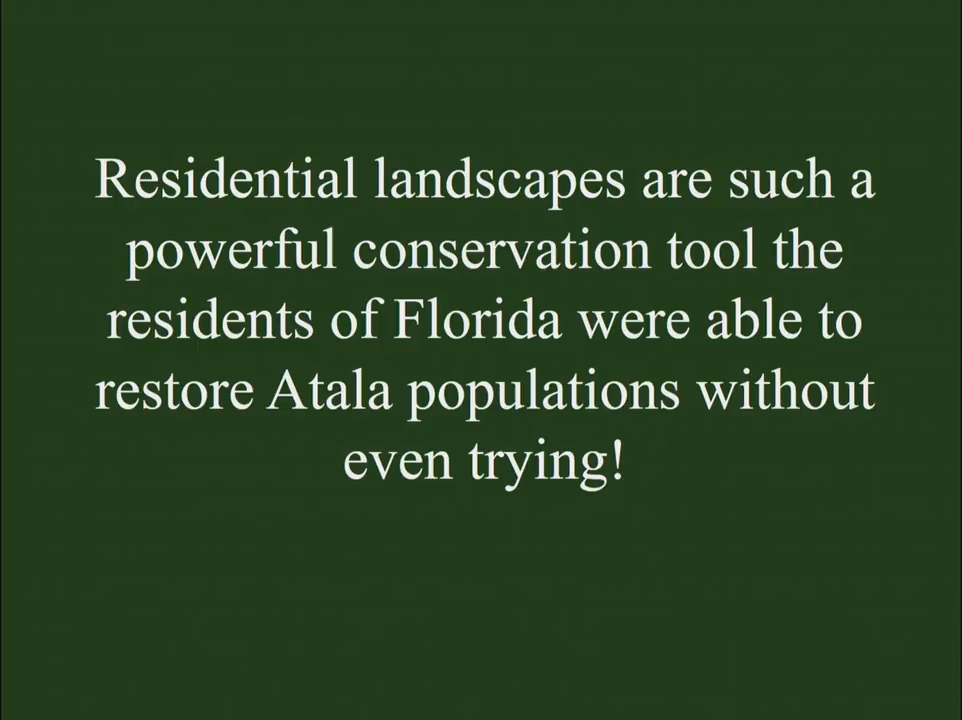 Residential landscapes are such a
powerful conservation tool the
residents of Florida were able to
restore Atala populations without
even trying!